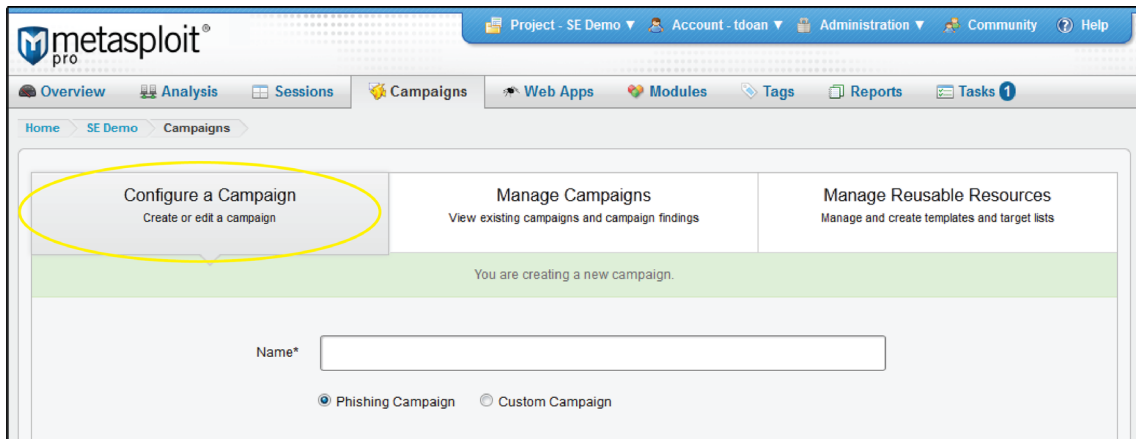 metasploit®
pro
Project - SE Demo ▼ Account - tdoan ▼ Administration ▼ Community Help
Overview Analysis Sessions Campaigns Web Apps Modules Tags Reports Tasks 1
Home SE Demo Campaigns
Configure a Campaign Manage Campaigns Manage Reusable Resources
Create or edit a campaign View existing campaigns and campaign findings Manage and create templates and target lists
You are creating a new campaign.
Name*
Phishing Campaign Custom Campaign